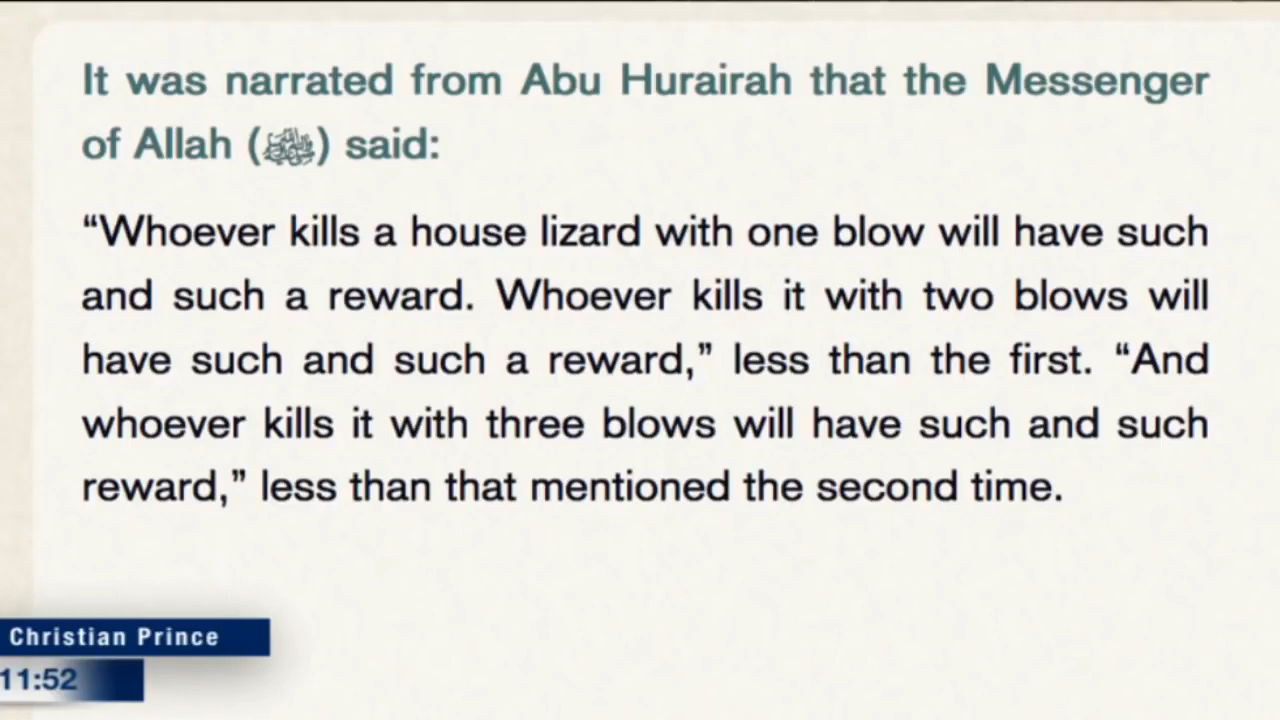 It was narrated from Abu Hurairah that the Messenger
of Allah (ﷺ) said:
“Whoever kills a house lizard with one blow will have such
and such a reward. Whoever kills it with two blows will
have such and such a reward,” less than the first. “And
whoever kills it with three blows will have such and such
reward,” less than that mentioned the second time.
Christian Prince
11:52